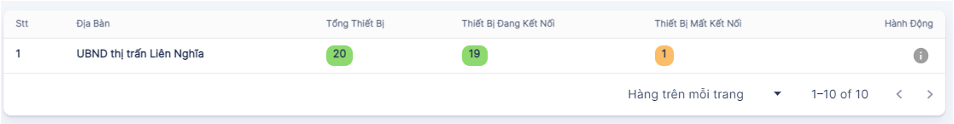 Stt Địa Bàn Tổng Thiết Bị Thiết Bị Đang Kết Nối Thiết Bị Mất Kết Nối Hành Động
1 UBND thị trấn Liên Nghĩa 20 19 1
Hàng trên mỗi trang 1–10 of 10